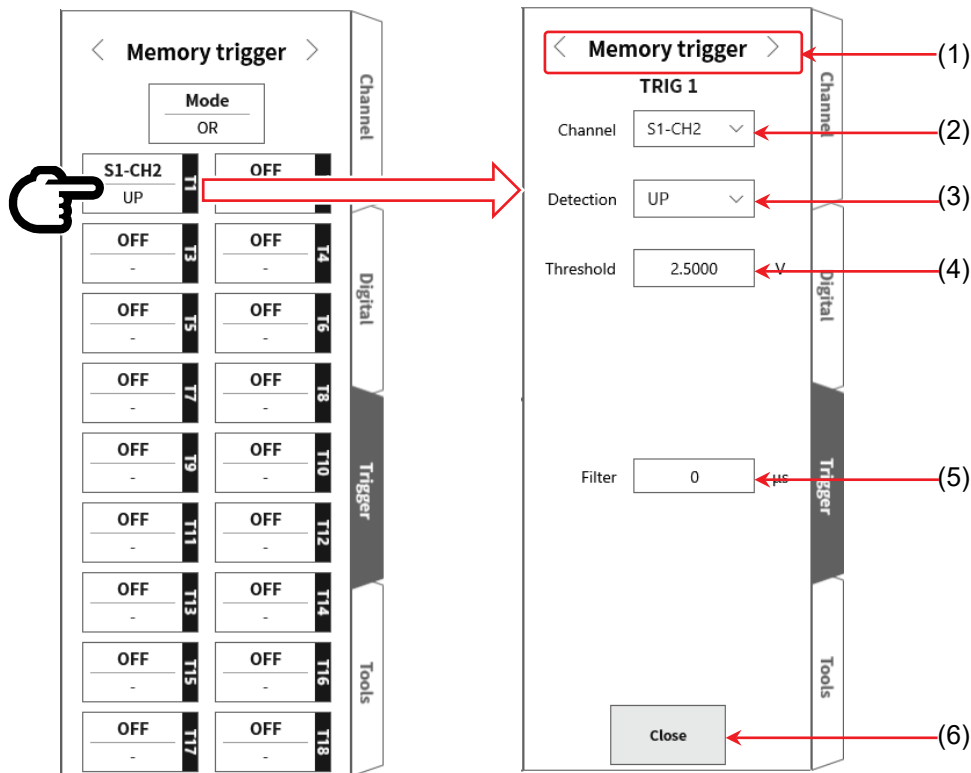 Memory trigger
Mode
OR
S1-CH2
UP
T1
OFF
OFF
-
T3
OFF
-
T4
OFF
-
T5
OFF
-
T6
OFF
-
T7
OFF
-
T8
OFF
-
T9
OFF
-
T10
OFF
-
T11
OFF
-
T12
OFF
-
T13
OFF
-
T14
OFF
-
T15
OFF
-
T16
OFF
-
T17
OFF
-
T18
Channel
Digital
Trigger
Tools
Memory trigger
(1)
TRIG 1
Channel
S1-CH2
(2)
Detection
UP
(3)
Threshold
2.5000
V
(4)
Filter
0
µs
(5)
Close
(6)
Channel
Digital
Trigger
Tools